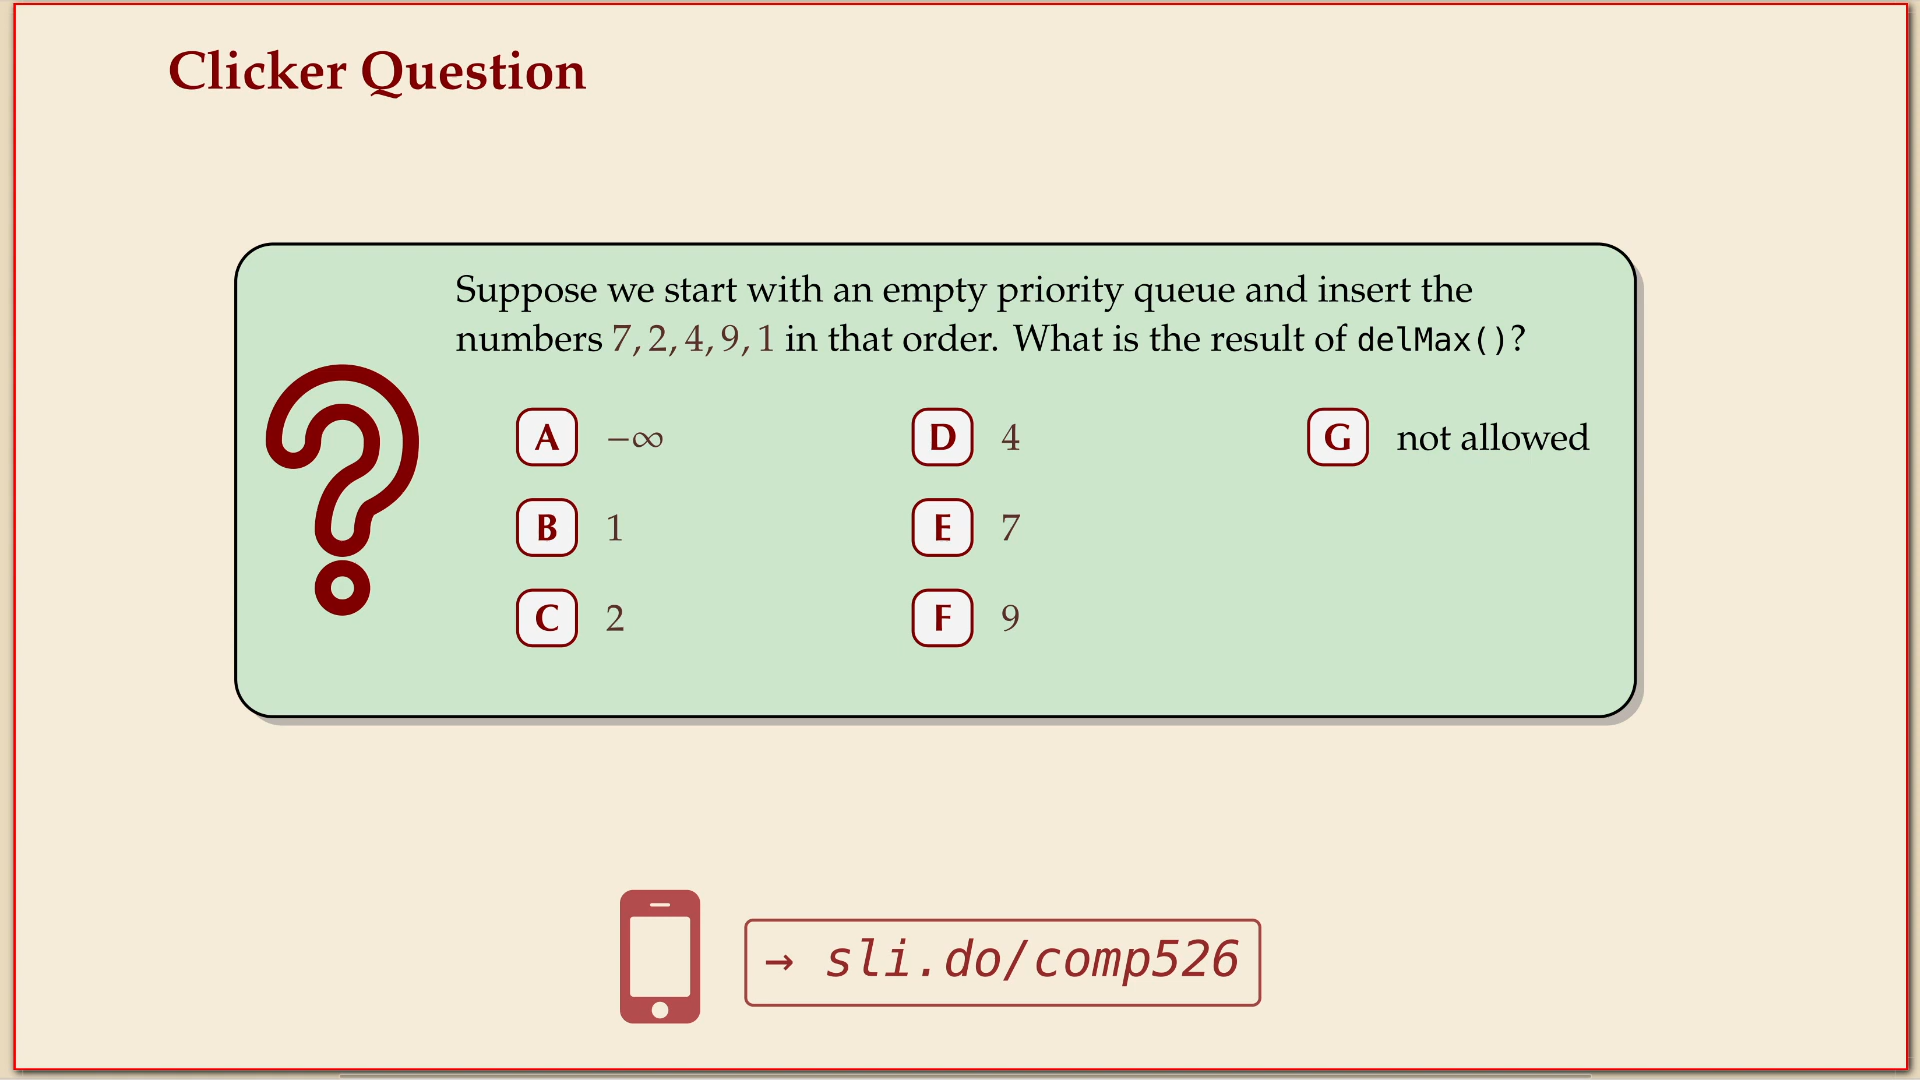 Clicker Question
Suppose we start with an empty priority queue and insert the
numbers 7, 2, 4, 9, 1 in that order. What is the result of delMax()?
A −∞
B 1
C 2
D 4
E 7
F 9
G not allowed
→ sli.do/comp526